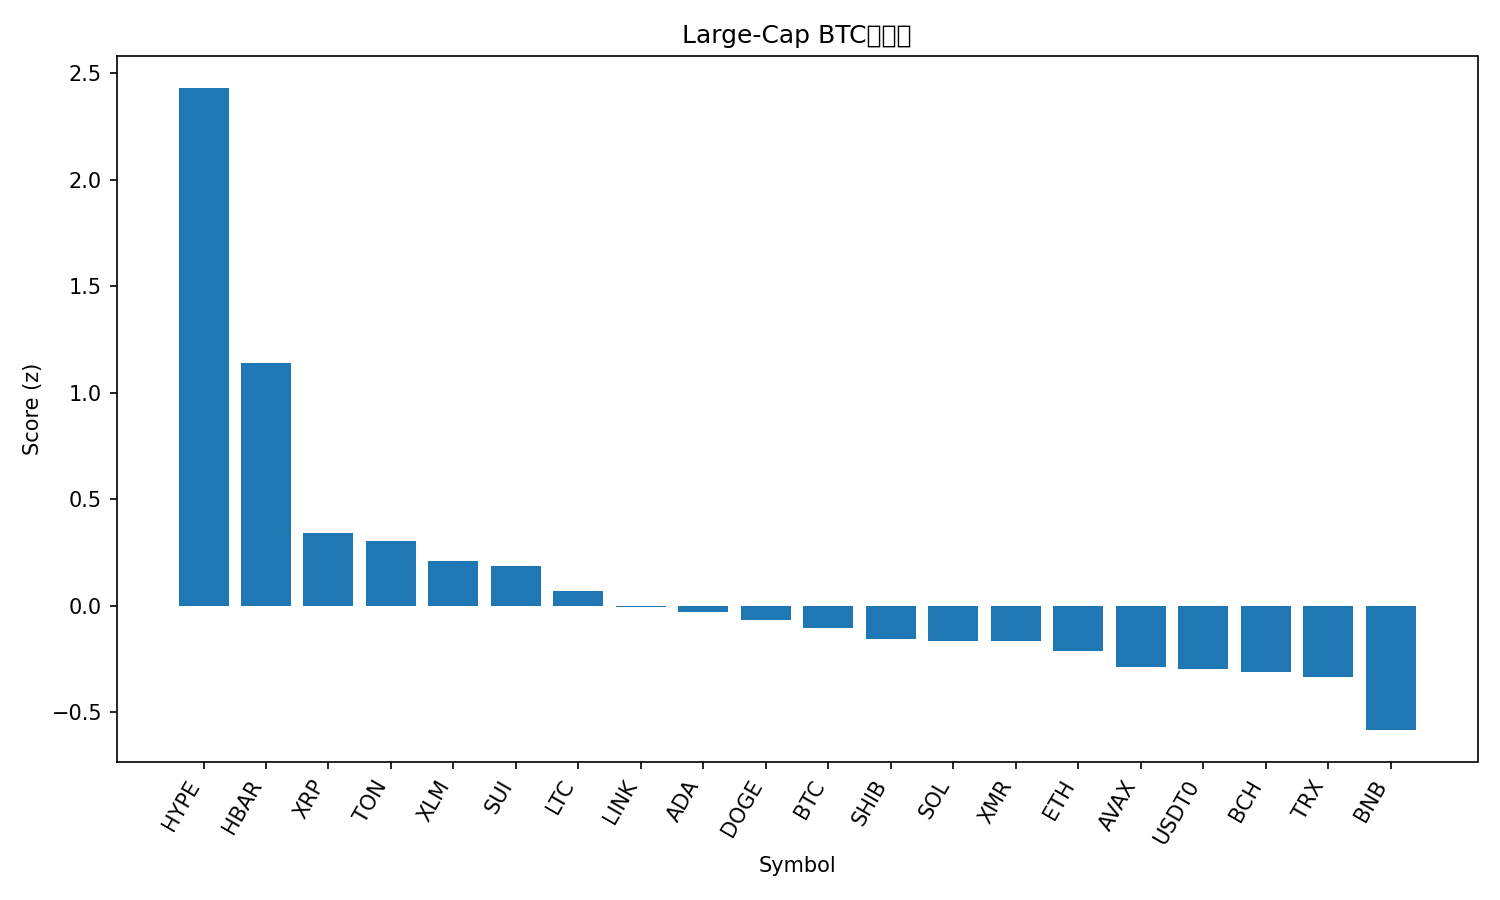 Large-Cap BTC
2.5
2.0
1.5
1.0
0.5
0.0
−0.5
Score (z)
HYPE
HBAR
XRP
TON
XLM
SUI
LTC
LINK
ADA
DOGE
BTC
SHIB
SOL
XMR
ETH
AVAX
USDT0
BCH
TRX
BNB
Symbol